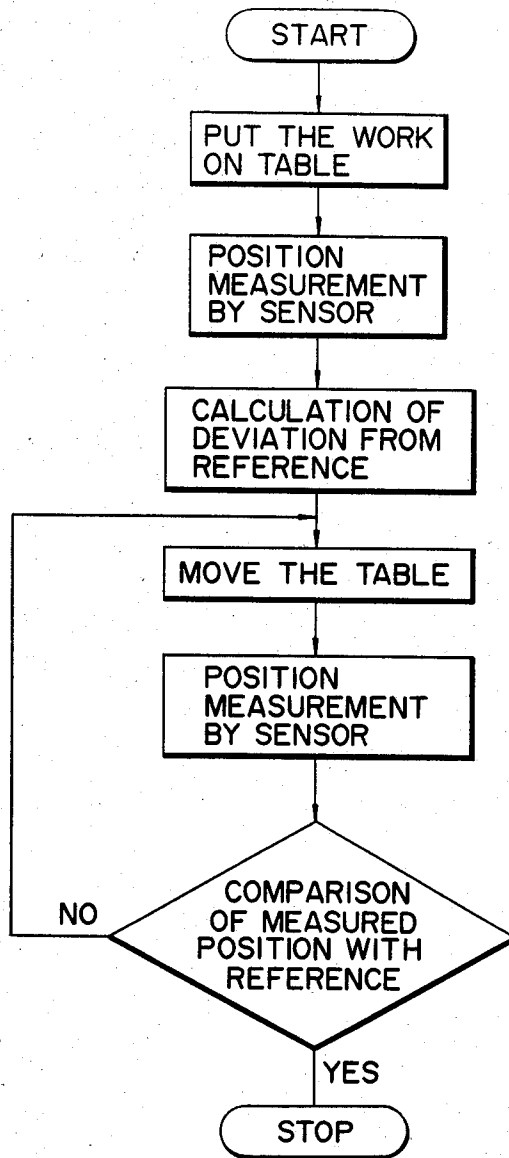 START
PUT THE WORK
ON TABLE
POSITION
MEASUREMENT
BY SENSOR
CALCULATION OF
DEVIATION FROM
REFERENCE
MOVE THE TABLE
POSITION
MEASUREMENT
BY SENSOR
COMPARISON
OF MEASURED
POSITION WITH
REFERENCE
NO
YES
STOP